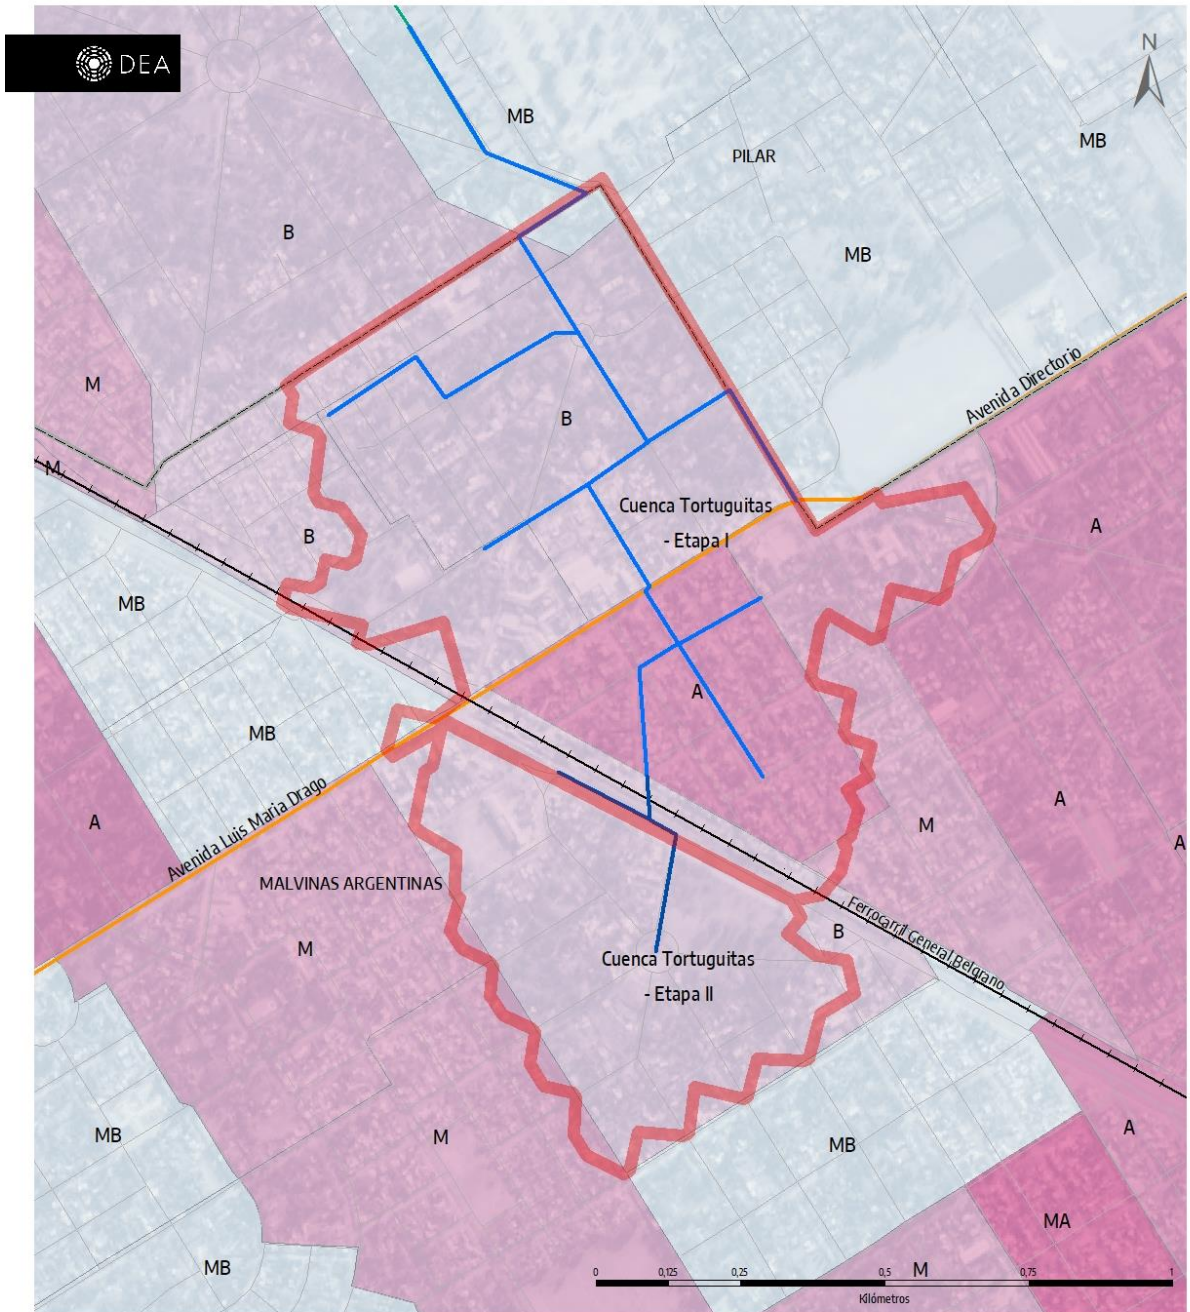 DEA
N
MB
MB
PILAR
B
MB
Avenida Directorio
M
B
M
Cuenca Tortuguitas
- Etapa I
A
B
MB
A
MB
Avenida Luis Maria Drago
A
A
M
A
MALVINAS ARGENTINAS
Ferrocarril General Belgrano
B
M
Cuenca Tortuguitas
- Etapa II
MB
M
MB
A
MA
MB
M
0
0,125
0,25
0,5
0,75
1
Kilómetros